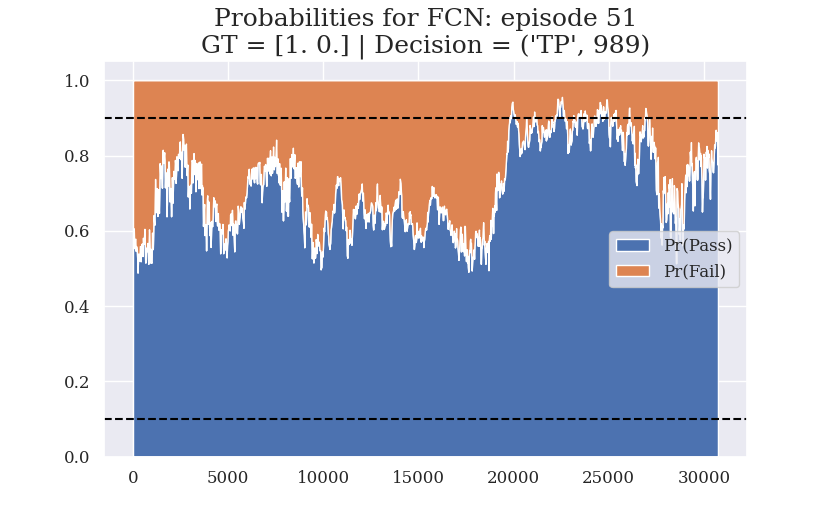 Probabilities for FCN: episode 51
GT = [1. 0.] | Decision = ('TP', 989)
1.0
0.8
0.6
0.4
0.2
0.0
Pr(Pass)
Pr(Fail)
0 5000 10000 15000 20000 25000 30000